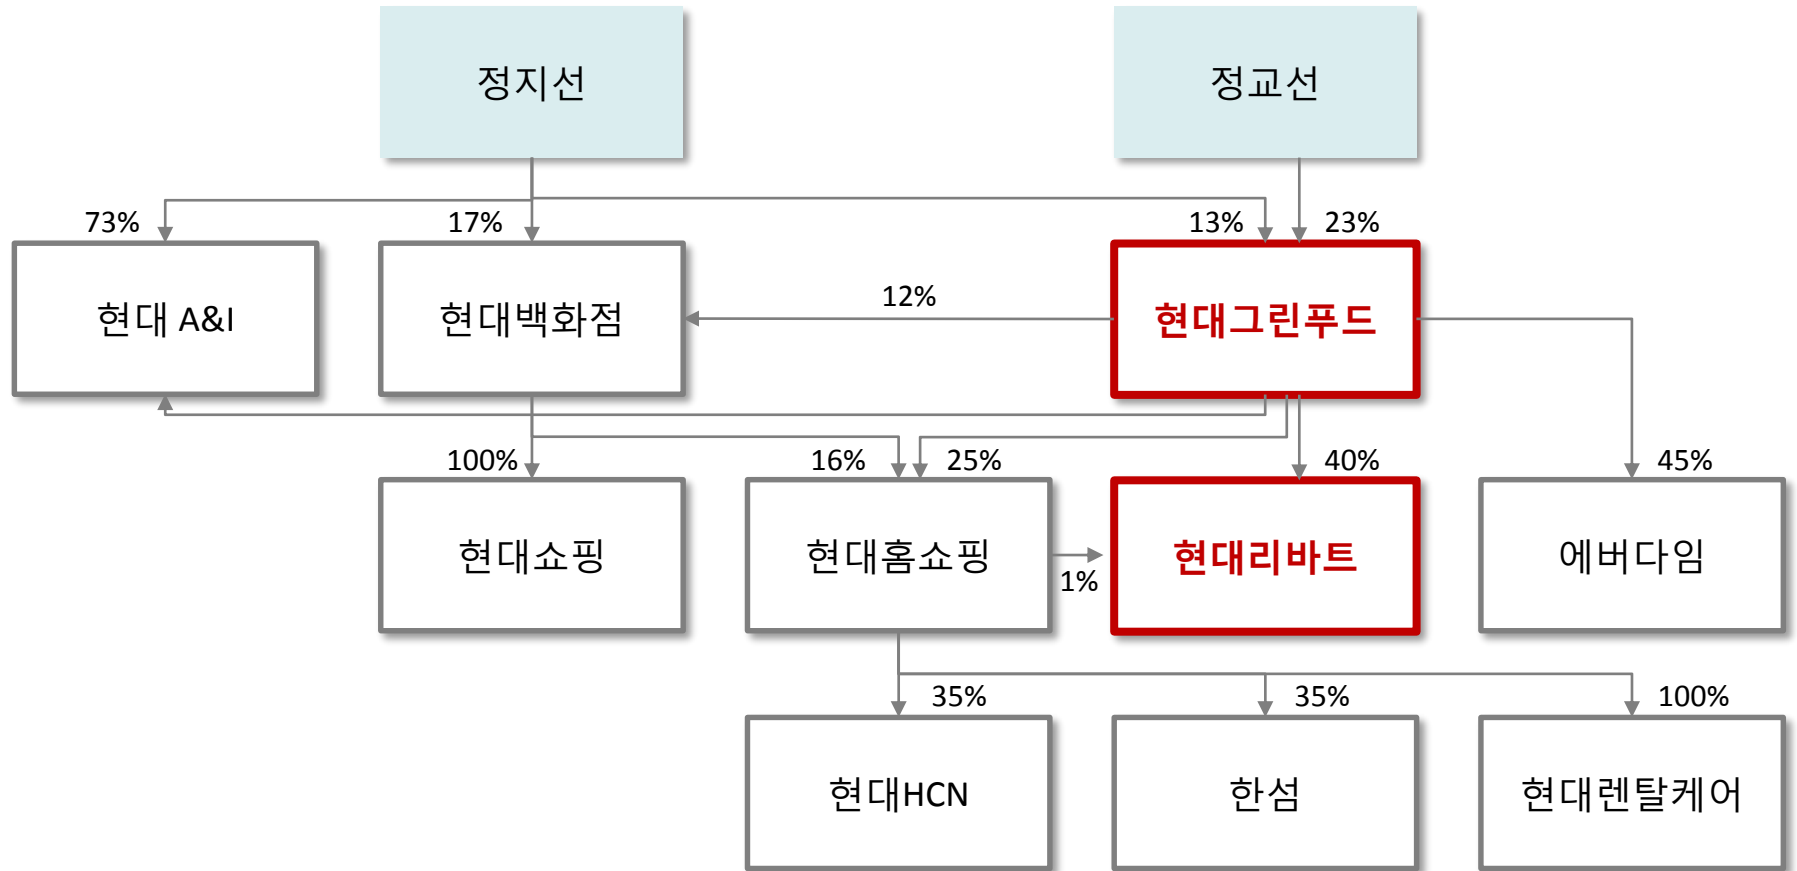 정지선
정교선
73%
17%
13%
23%
현대 A&I
현대백화점
12%
현대그린푸드
100%
16%
25%
40%
45%
현대쇼핑
현대홈쇼핑
1%
현대리바트
에버다임
35%
35%
100%
현대HCN
한섬
현대렌탈케어